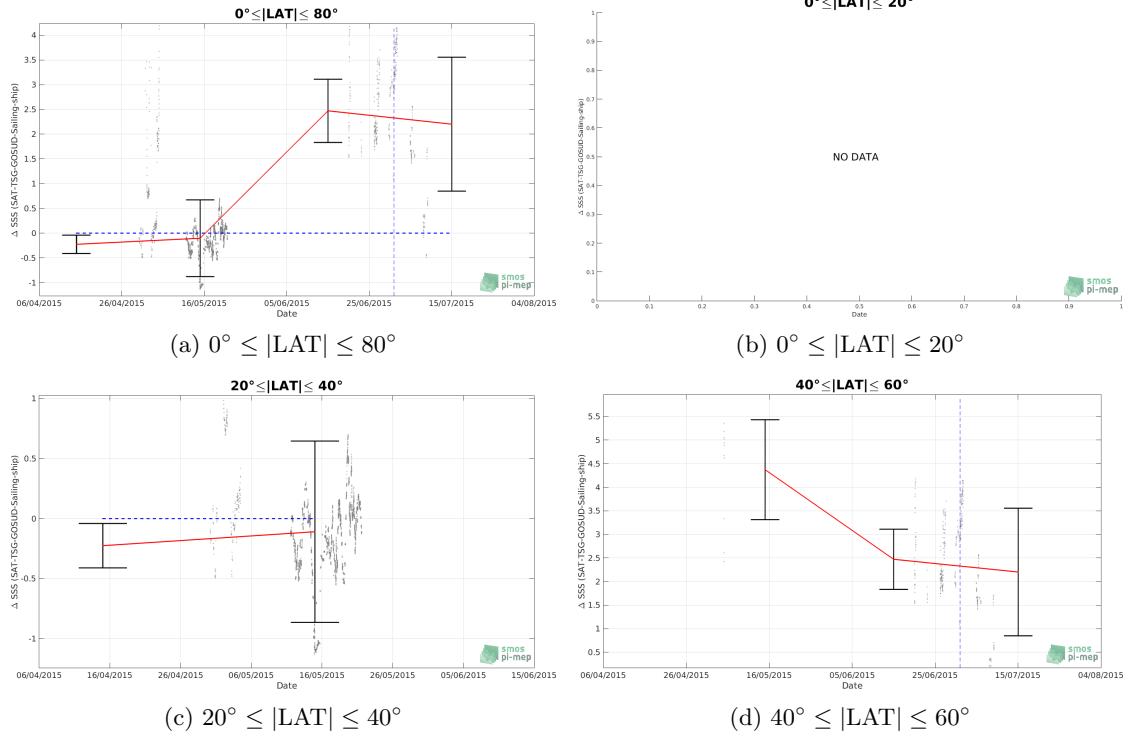 0°≤|LAT|≤ 80°
Δ SSS (SAT-TSG-GOSUD-Sailing-ship)
4
3.5
3
2.5
2
1.5
1
0.5
0
-0.5
-1
06/04/2015 26/04/2015 16/05/2015 05/06/2015 25/06/2015 15/07/2015 04/08/2015
Date
smos
pi-mep
(a) 0° ≤ |LAT| ≤ 80°
0°≤|LAT|≤ 20°
Δ SSS (SAT-TSG-GOSUD-Sailing-ship)
1
0.9
0.8
0.7
0.6
0.5
0.4
0.3
0.2
0.1
0
NO DATA
0 0.1 0.2 0.3 0.4 0.5 0.6 0.7 0.8 0.9 1
Date
smos
pi-mep
(b) 0° ≤ |LAT| ≤ 20°
20°≤|LAT|≤ 40°
Δ SSS (SAT-TSG-GOSUD-Sailing-ship)
1
0.5
0
-0.5
-1
06/04/2015 16/04/2015 26/04/2015 06/05/2015 16/05/2015 26/05/2015 05/06/2015 15/06/2015
Date
smos
pi-mep
(c) 20° ≤ |LAT| ≤ 40°
40°≤|LAT|≤ 60°
Δ SSS (SAT-TSG-GOSUD-Sailing-ship)
5.5
5
4.5
4
3.5
3
2.5
2
1.5
1
0.5
06/04/2015 26/04/2015 16/05/2015 05/06/2015 25/06/2015 15/07/2015 04/08/2015
Date
smos
pi-mep
(d) 40° ≤ |LAT| ≤ 60°